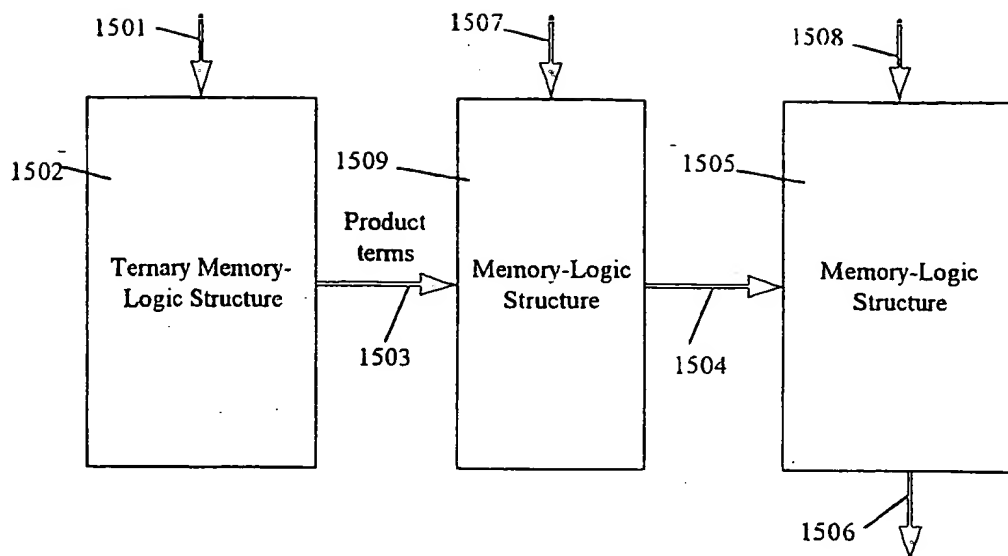 1501
1507
1508
1502
1509
1505
Product
terms
Ternary Memory-
Logic Structure
Memory-Logic
Structure
Memory-Logic
Structure
1503
1504
1506